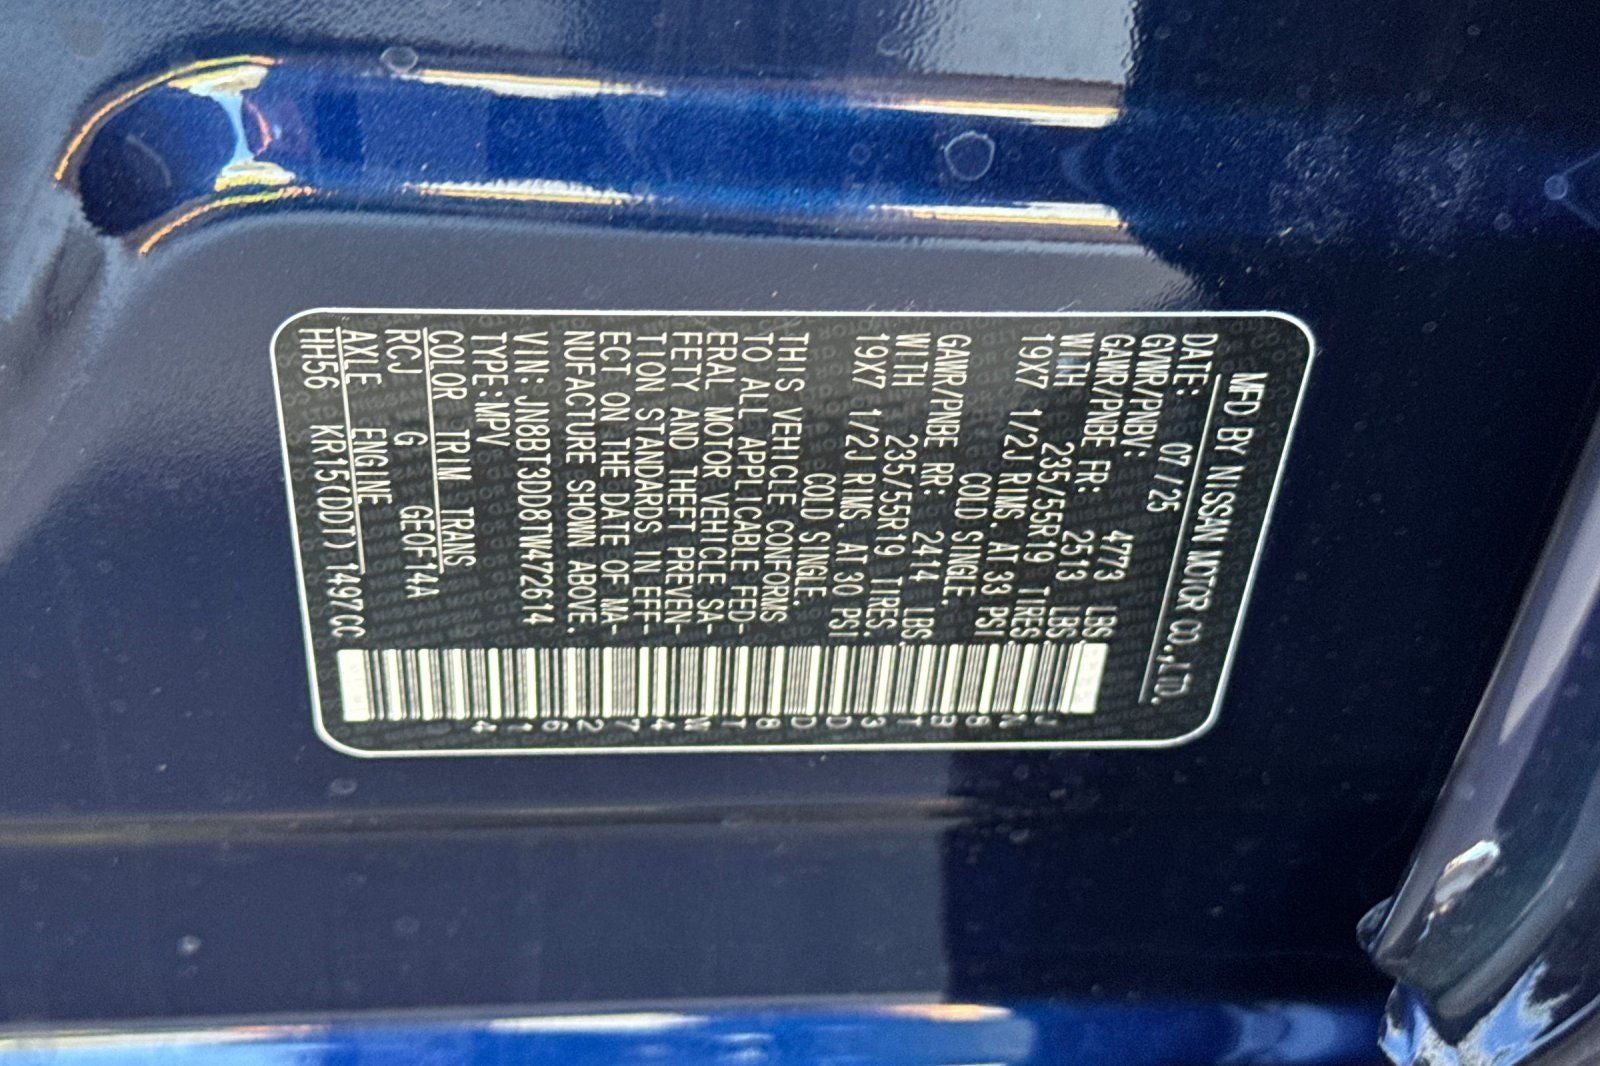 MFD BY NISSAN MOTOR CO.,LTD.
DATE: 07/25
GVWR/PNBV: 4773 LBS
GAWR/PNBE FR: 2513 LBS
WITH 235/55R19 TIRES.
19X7 1/2J RIMS. AT 33 PSI
COLD SINGLE.
GAWR/PNBE RR: 2414 LBS.
WITH 235/55R19 TIRES.
19X7 1/2J RIMS. AT 30 PSI
COLD SINGLE.
THIS VEHICLE CONFORMS
TO ALL APPLICABLE FED-
ERAL MOTOR VEHICLE SA-
FETY AND THEFT PREVEN-
TION STANDARDS IN EFF-
ECT ON THE DATE OF MA-
NUFACTURE SHOWN ABOVE.
VIN: JN8BT3DD8TW472614
TYPE:MPV
COLOR TRIM TRANS
RCJ G GEOF14A
AXLE ENGINE
HH56 KR15(DDT)1497CC
JN8BT3DD8TW472614